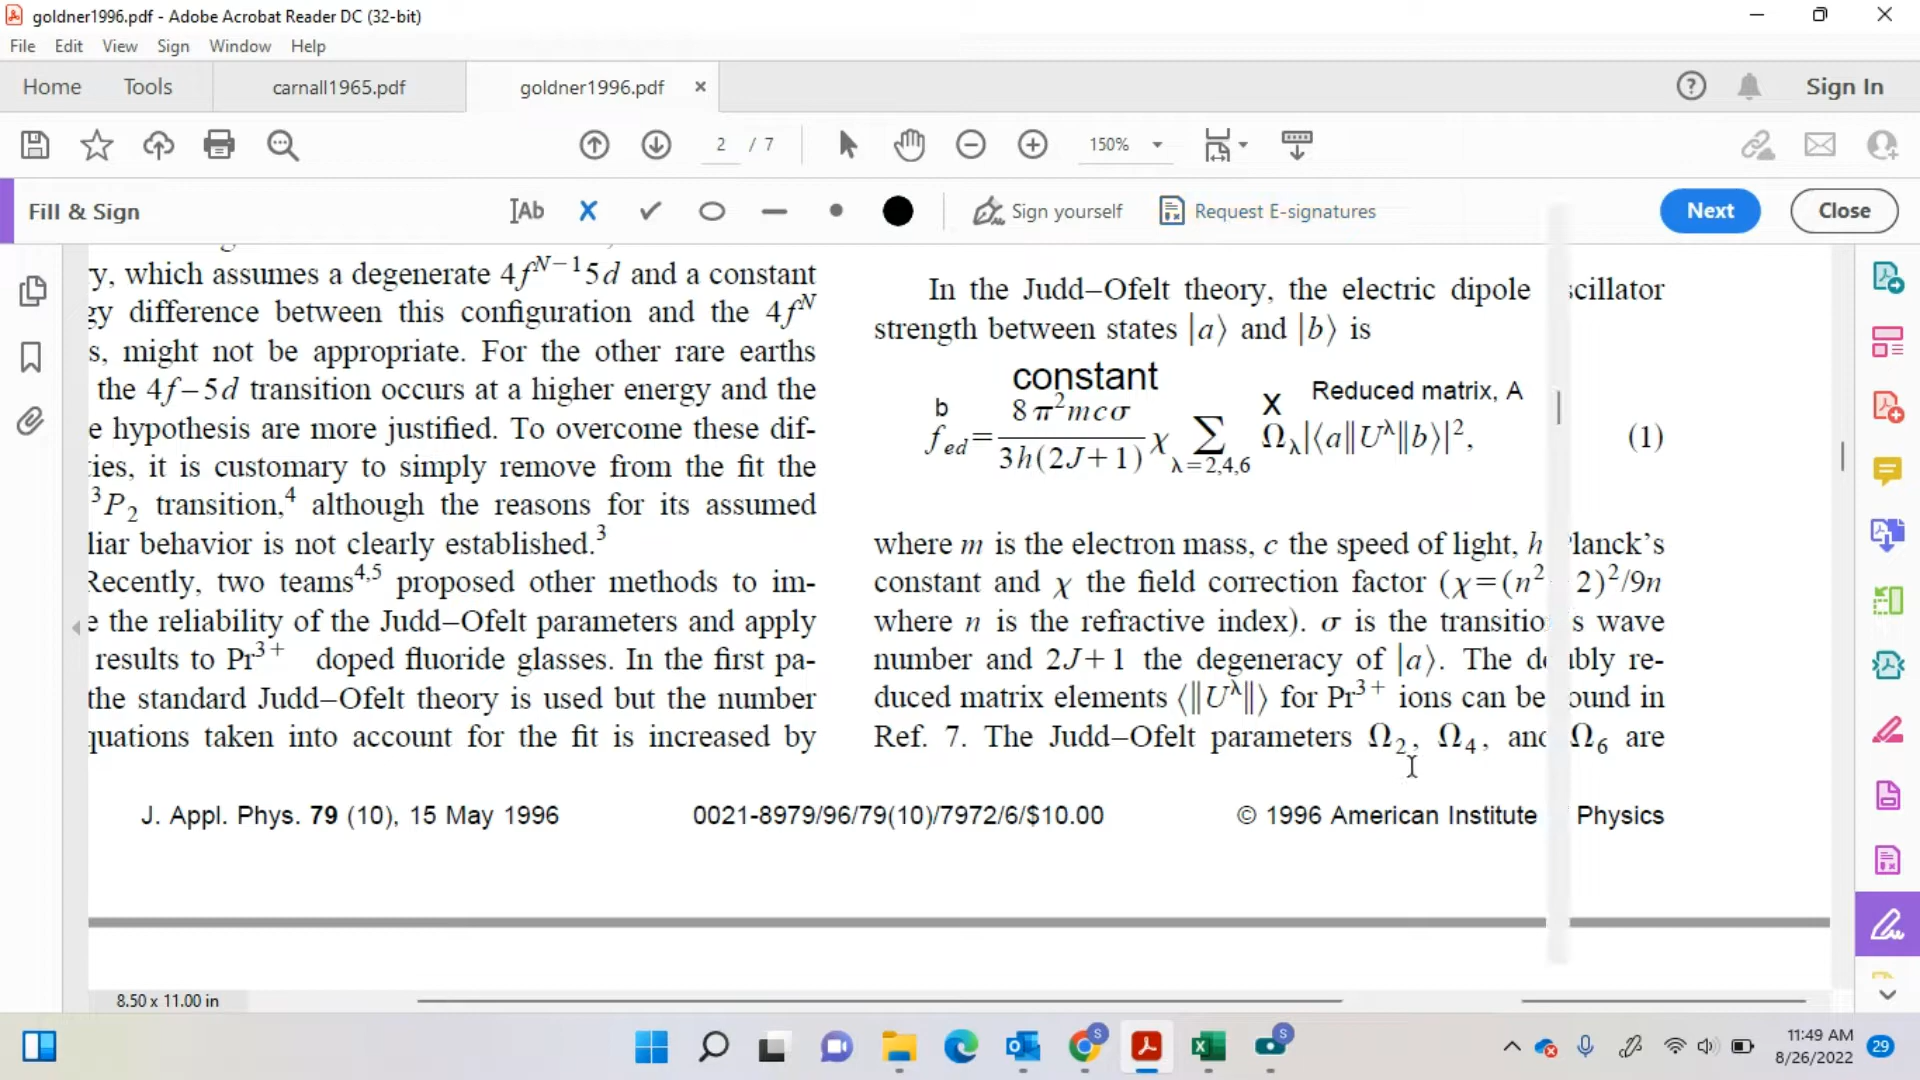 goldner1996.pdf - Adobe Acrobat Reader DC (32-bit)
File Edit View Sign Window Help
Home Tools carnall1965.pdf goldner1996.pdf × Sign In
2 / 7 150%
Fill & Sign Ab Sign yourself Request E-signatures Next Close
y, which assumes a degenerate 4f^{N−1}5d and a constant
gy difference between this configuration and the 4f^N
s, might not be appropriate. For the other rare earths
the 4f−5d transition occurs at a higher energy and the
e hypothesis are more justified. To overcome these dif-
ties, it is customary to simply remove from the fit the
³P₂ transition,⁴ although the reasons for its assumed
liar behavior is not clearly established.³
Recently, two teams⁴,⁵ proposed other methods to im-
e the reliability of the Judd–Ofelt parameters and apply
results to Pr³⁺ doped fluoride glasses. In the first pa-
the standard Judd–Ofelt theory is used but the number
quations taken into account for the fit is increased by
In the Judd–Ofelt theory, the electric dipole scillator
strength between states |a⟩ and |b⟩ is
constant
b X Reduced matrix, A
f_{ed} = 8π²mcσ / 3h(2J+1) χ Σ_{λ=2,4,6} Ω_λ|⟨a‖U^λ‖b⟩|², (1)
where m is the electron mass, c the speed of light, h lanck's
constant and χ the field correction factor (χ=(n² 2)²/9n
where n is the refractive index). σ is the transitio s wave
number and 2J+1 the degeneracy of |a⟩. The d bly re-
duced matrix elements ⟨‖U^λ‖⟩ for Pr³⁺ ions can be ound in
Ref. 7. The Judd–Ofelt parameters Ω₂, Ω₄, and Ω₆ are
J. Appl. Phys. 79 (10), 15 May 1996 0021-8979/96/79(10)/7972/6/$10.00 © 1996 American Institute Physics
8.50 x 11.00 in
11:49 AM
8/26/2022
29